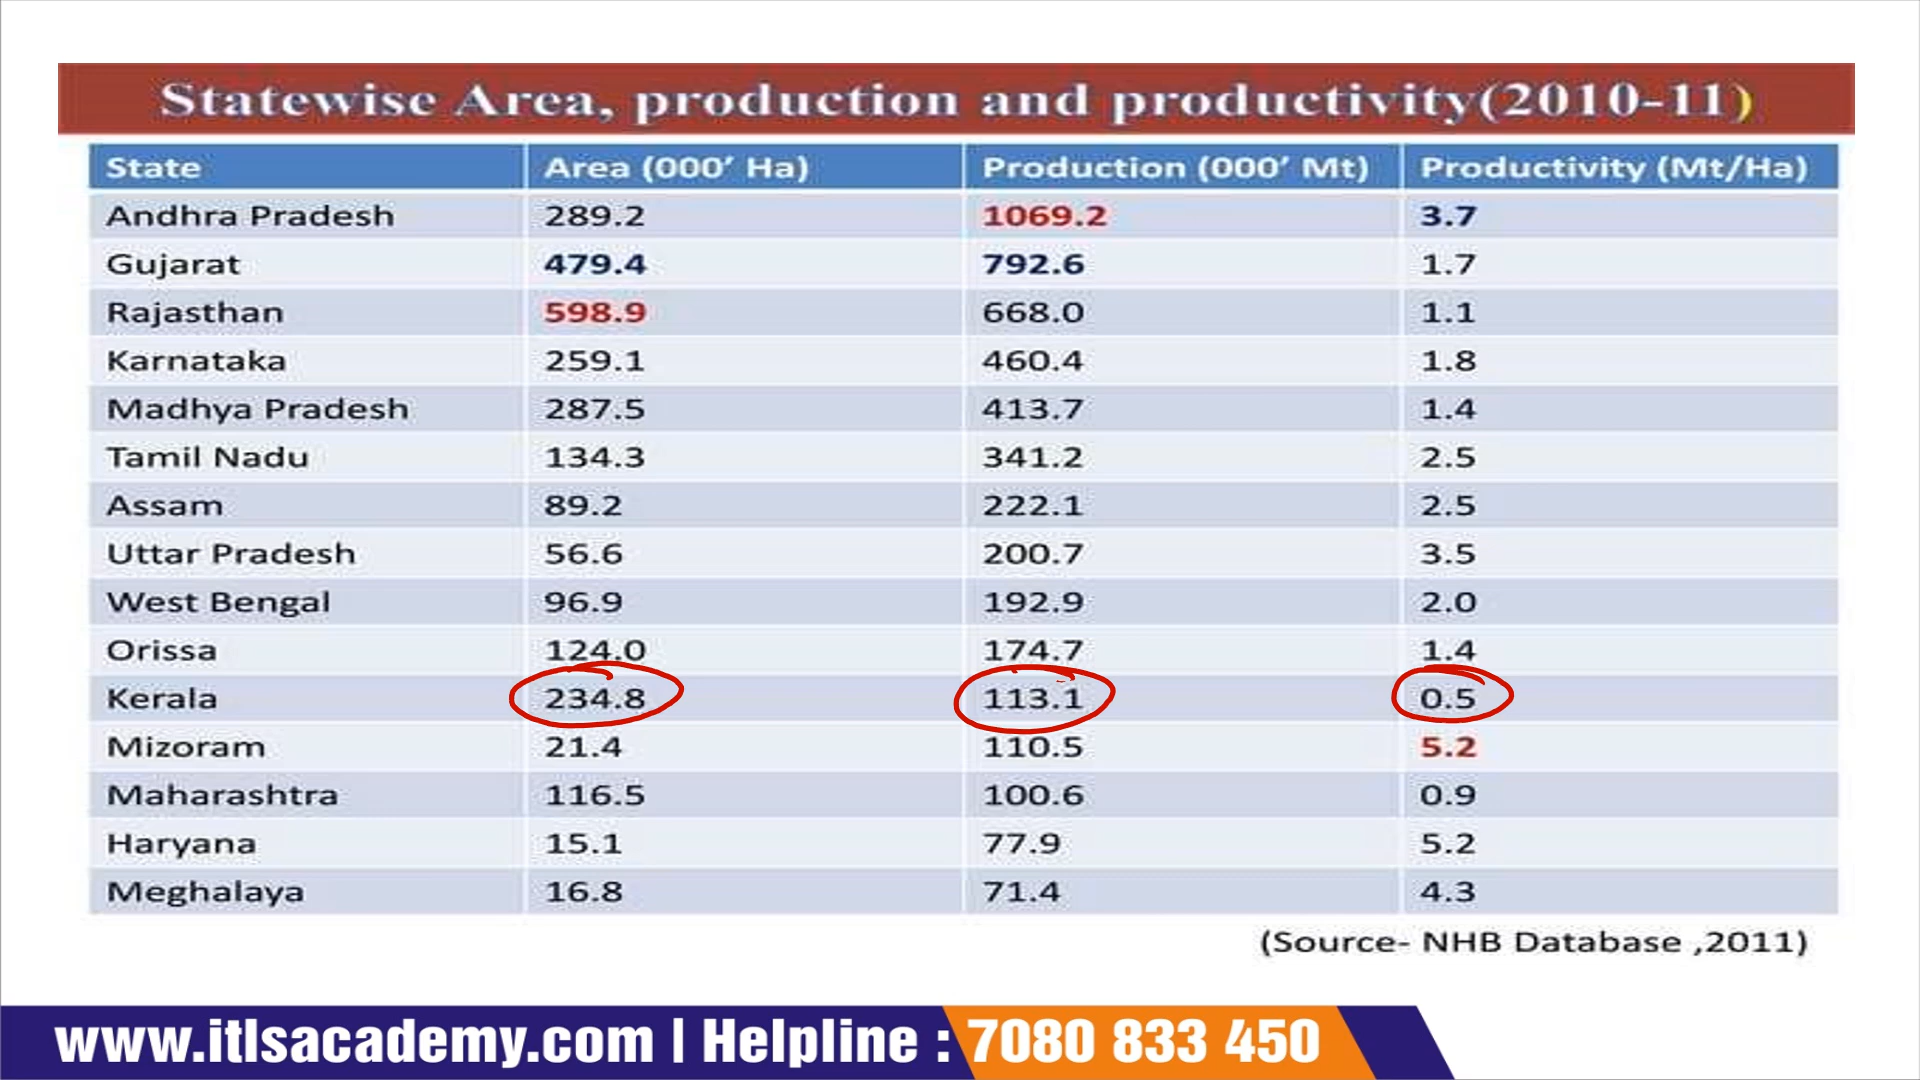 Statewise Area, production and productivity(2010-11)
State Area (000’ Ha) Production (000’ Mt) Productivity (Mt/Ha)
Andhra Pradesh 289.2 1069.2 3.7
Gujarat 479.4 792.6 1.7
Rajasthan 598.9 668.0 1.1
Karnataka 259.1 460.4 1.8
Madhya Pradesh 287.5 413.7 1.4
Tamil Nadu 134.3 341.2 2.5
Assam 89.2 222.1 2.5
Uttar Pradesh 56.6 200.7 3.5
West Bengal 96.9 192.9 2.0
Orissa 124.0 174.7 1.4
Kerala 234.8 113.1 0.5
Mizoram 21.4 110.5 5.2
Maharashtra 116.5 100.6 0.9
Haryana 15.1 77.9 5.2
Meghalaya 16.8 71.4 4.3
(Source- NHB Database ,2011)
www.itlsacademy.com | Helpline : 7080 833 450